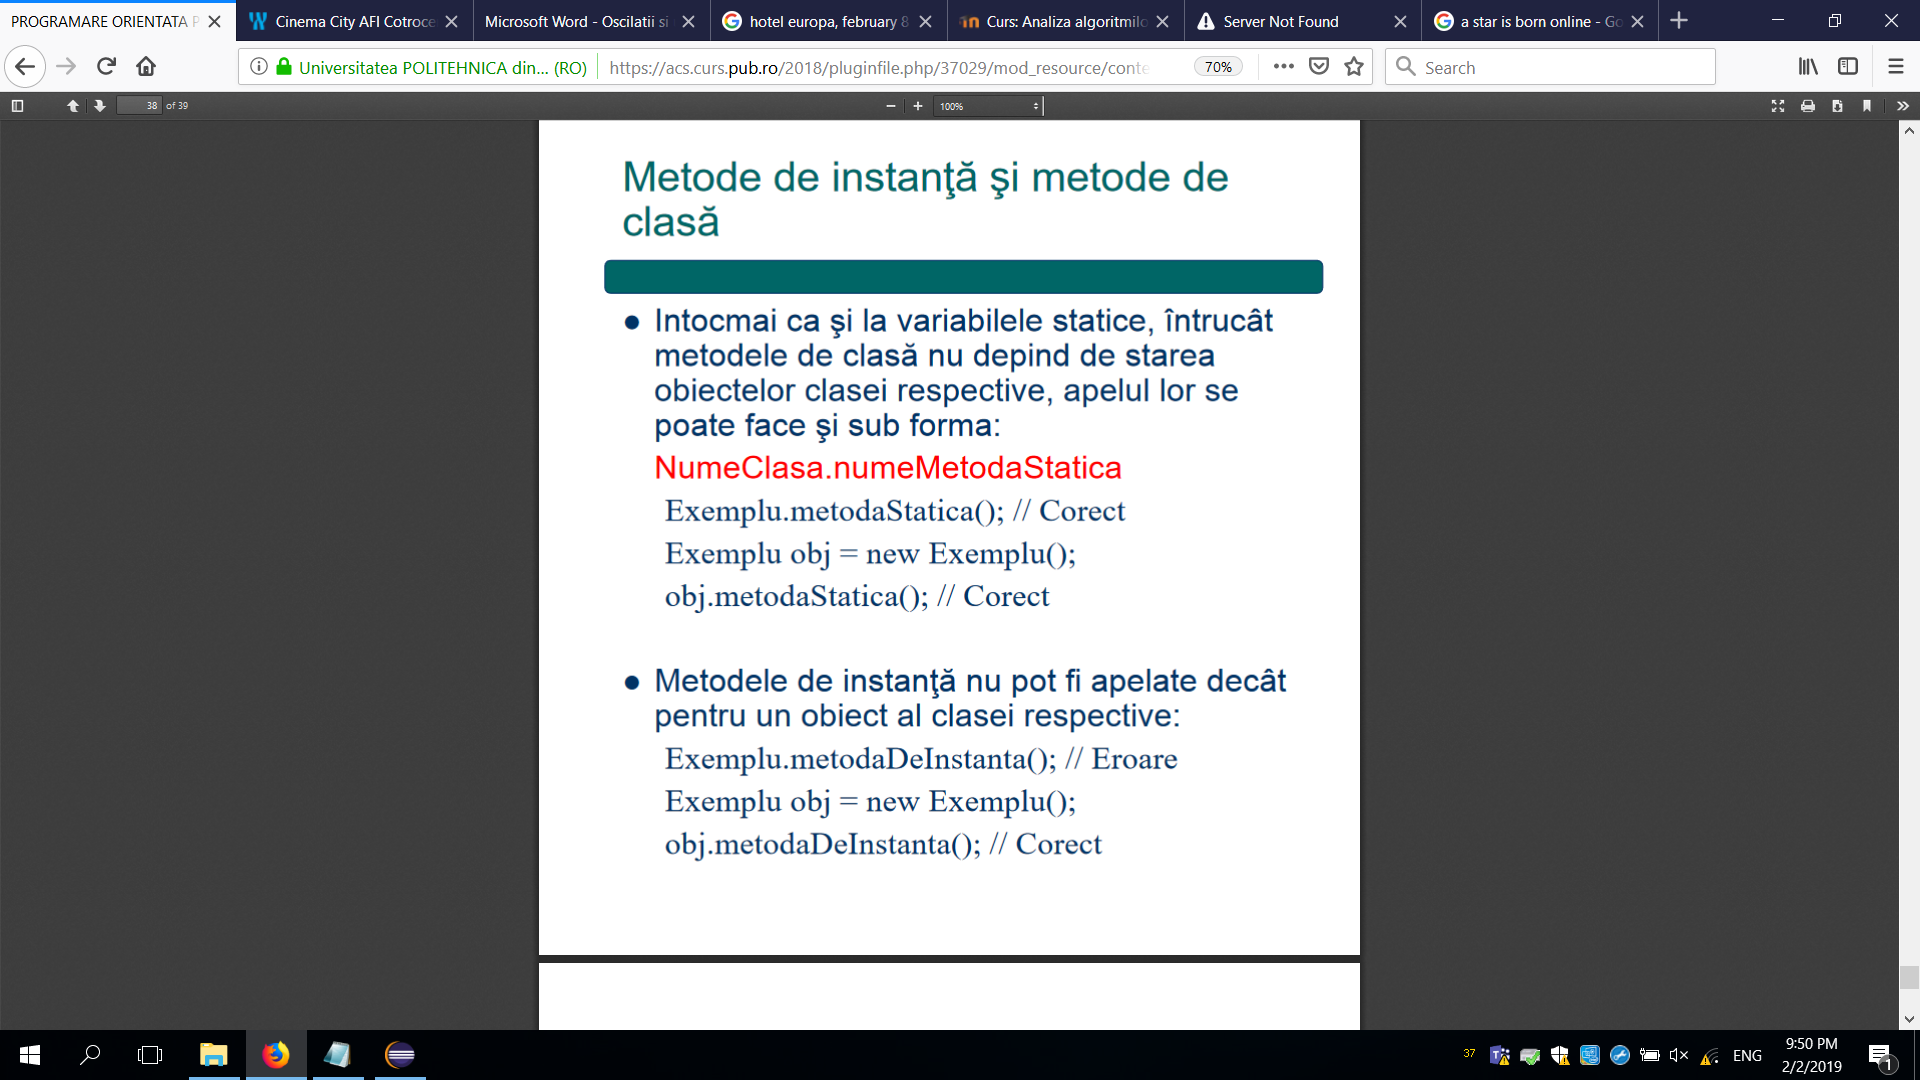 PROGRAMARE ORIENTATA P
Cinema City AFI Cotroce
Microsoft Word - Oscilatii si
hotel europa, february 8
Curs: Analiza algoritmilo
Server Not Found
a star is born online - Go
Universitatea POLITEHNICA din... (RO)
https://acs.curs.pub.ro/2018/pluginfile.php/37029/mod_resource/conte
70%
Search
38 of 39
100%
Metode de instanţă şi metode de
clasă
Intocmai ca şi la variabilele statice, întrucât
metodele de clasă nu depind de starea
obiectelor clasei respective, apelul lor se
poate face şi sub forma:
NumeClasa.numeMetodaStatica
Exemplu.metodaStatica(); // Corect
Exemplu obj = new Exemplu();
obj.metodaStatica(); // Corect
Metodele de instanţă nu pot fi apelate decât
pentru un obiect al clasei respective:
Exemplu.metodaDeInstanta(); // Eroare
Exemplu obj = new Exemplu();
obj.metodaDeInstanta(); // Corect
37
ENG
9:50 PM
2/2/2019
1